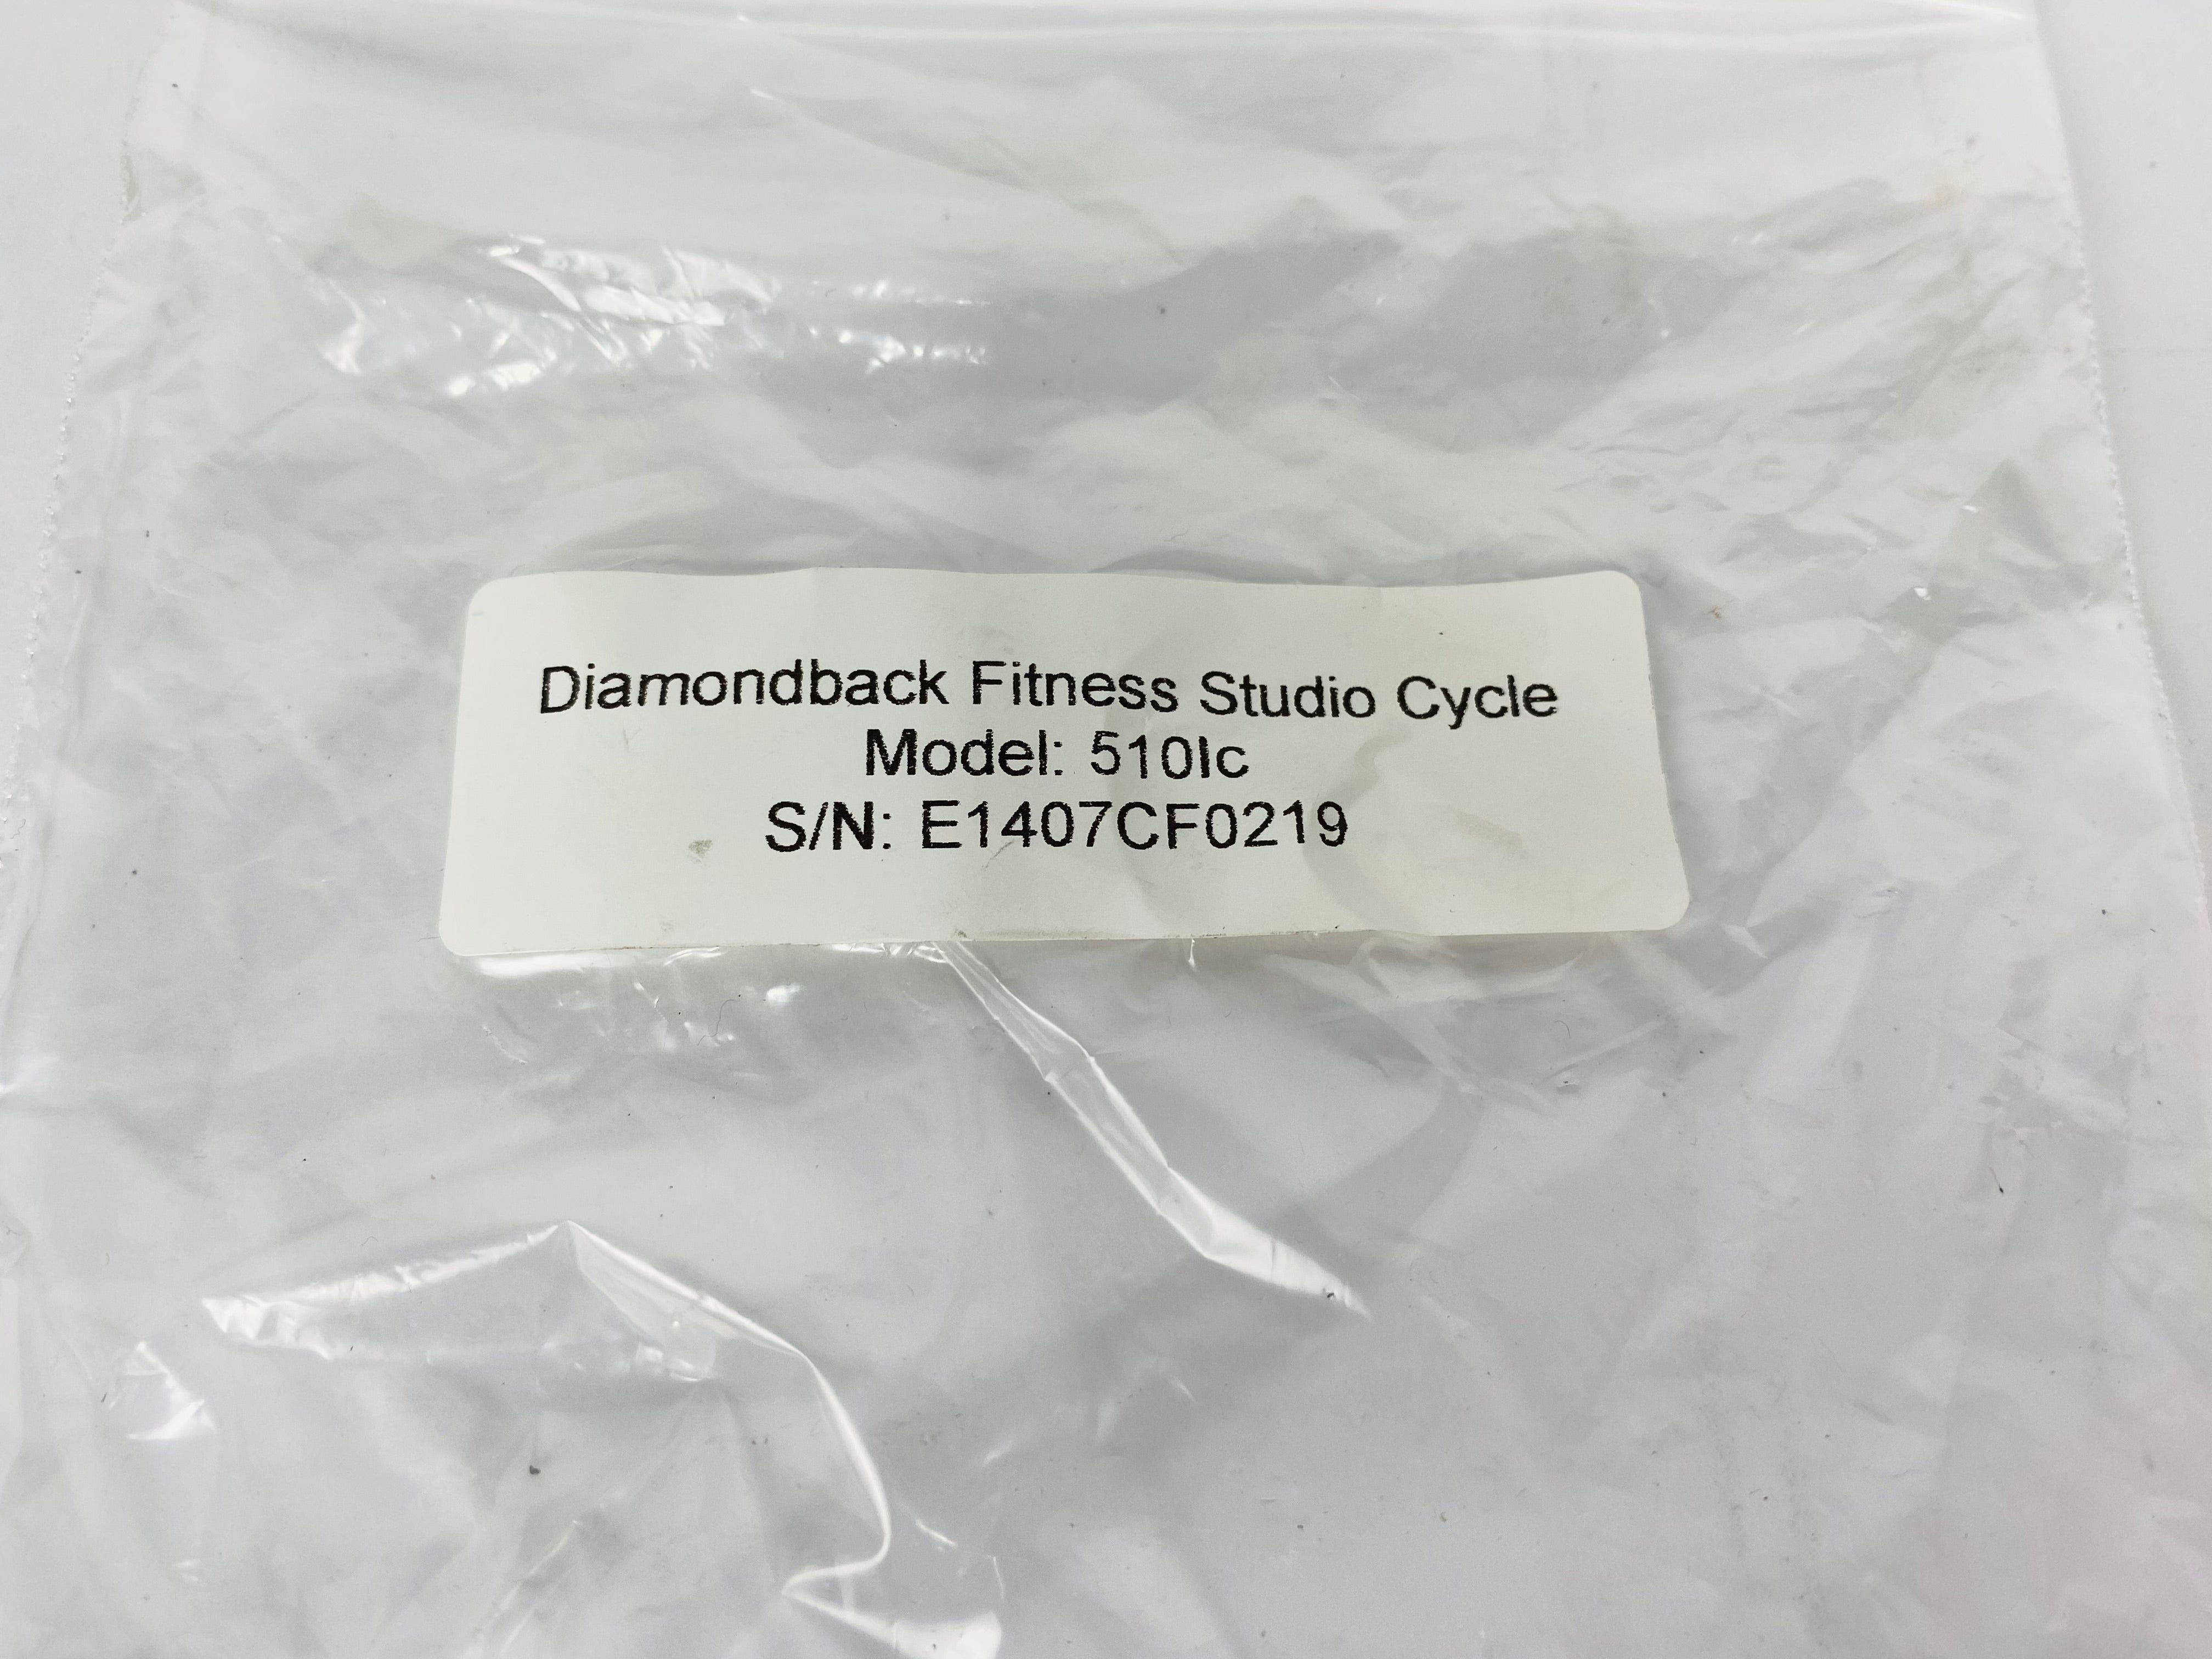 Diamondback Fitness Studio Cycle
Model: 510Ic
S/N: E1407CF0219